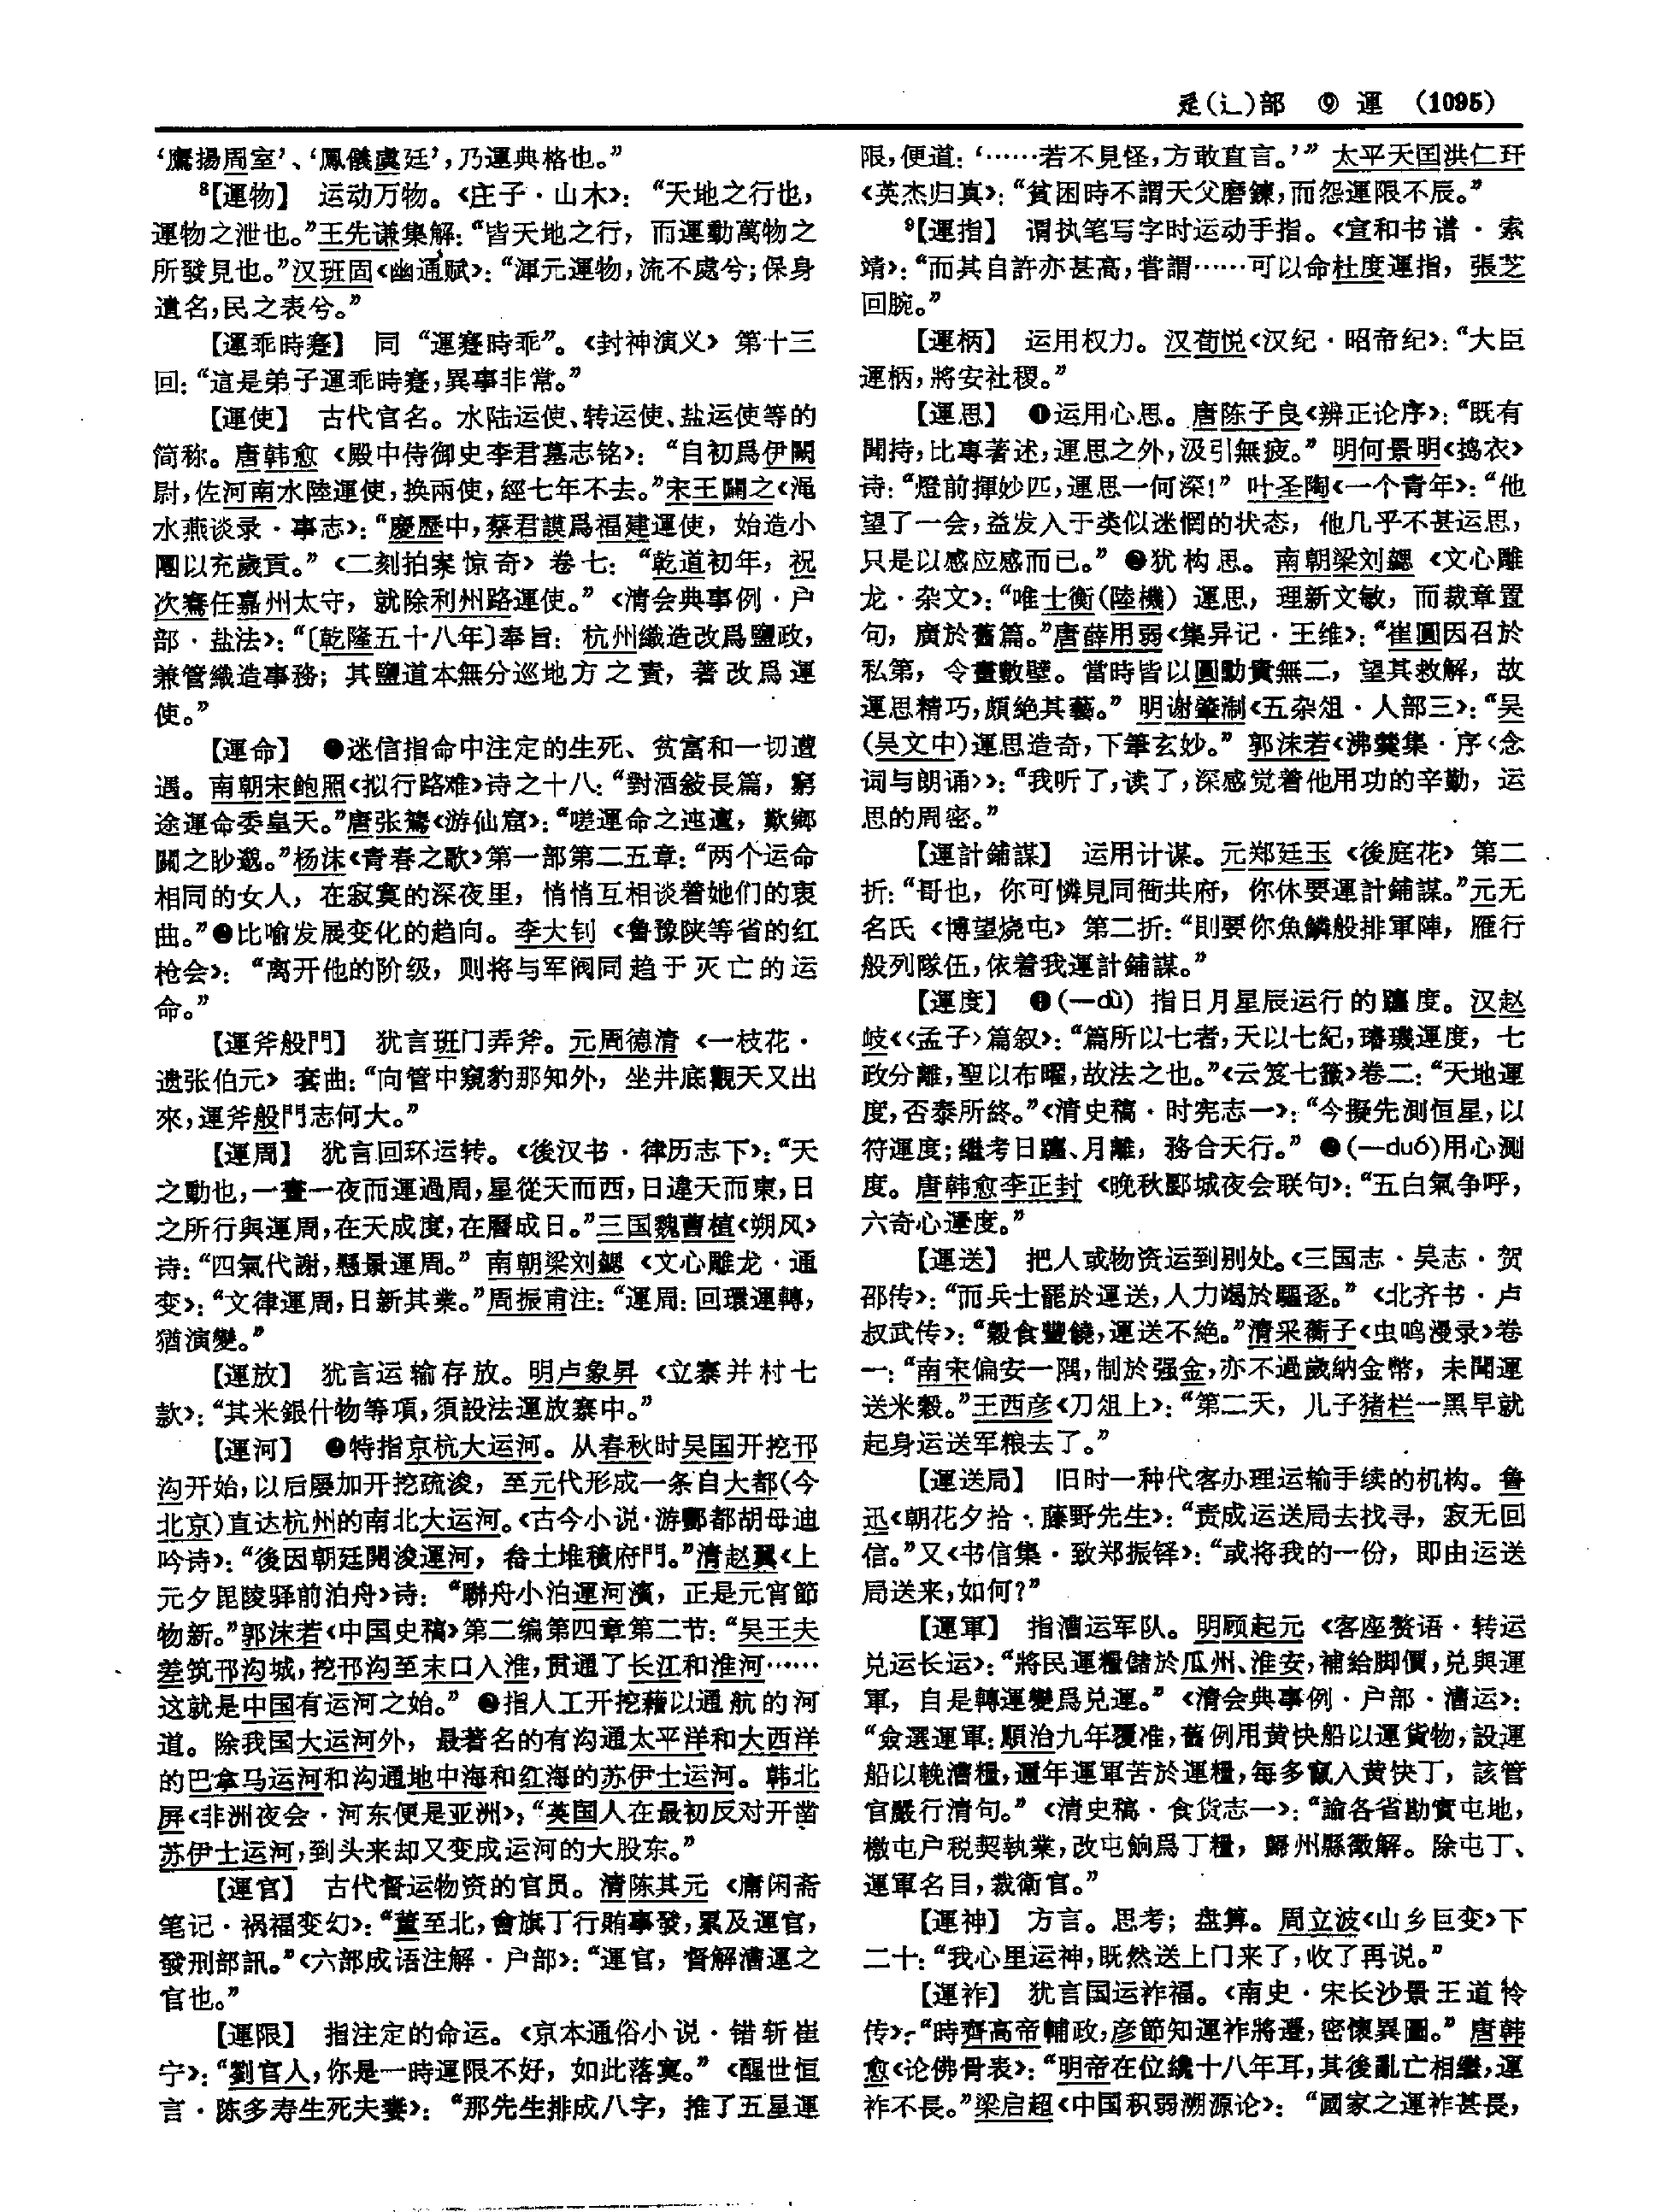 辵(辶)部 ⑨ 運 (1095)
‘鷹揚周室’、‘鳳儀虞廷’,乃運典格也。”
⁸【運物】 运动万物。《庄子·山木》：“天地之行也，
運物之泄也。”王先谦集解：“皆天地之行，而運動萬物之
所發見也。”汉班固《幽通赋》：“渾元運物，流不處兮；保身
遺名，民之表兮。”
【運乖時蹇】 同“運蹇時乖”。《封神演义》第十三
回：“這是弟子運乖時蹇，異事非常。”
【運使】 古代官名。水陆运使、转运使、盐运使等的
简称。唐韩愈《殿中侍御史李君墓志铭》：“自初爲伊闕
尉，佐河南水陸運使，换兩使，經七年不去。”宋王闢之《渑
水燕谈录·事志》：“慶歷中，蔡君謨爲福建運使，始造小
團以充歲貢。”《二刻拍案惊奇》卷七：“乾道初年，祝
次騫任嘉州太守，就除利州路運使。”《清会典事例·户
部·盐法》：“〔乾隆五十八年〕奉旨：杭州織造改爲鹽政，
兼管織造事務；其鹽道本無分巡地方之責，著改爲運
使。”
【運命】 ❶迷信指命中注定的生死、贫富和一切遭
遇。南朝宋鲍照《拟行路难》诗之十八：“對酒敍長篇，窮
途運命委皇天。”唐张鷟《游仙窟》：“嗟運命之迍邅，歎鄉
關之眇邈。”杨沫《青春之歌》第一部第二五章：“两个运命
相同的女人，在寂寞的深夜里，悄悄互相谈着她们的衷
曲。”❷比喻发展变化的趋向。李大钊《鲁豫陕等省的红
枪会》：“离开他的阶级，则将与军阀同趋于灭亡的运
命。”
【運斧般門】 犹言班门弄斧。元周德清《一枝花·
遗张伯元》套曲：“向管中窺豹那知外，坐井底觀天又出
來，運斧般門志何大。”
【運周】 犹言回环运转。《後汉书·律历志下》：“天
之動也，一晝一夜而運過周，星從天而西，日違天而東，日
之所行與運周，在天成度，在曆成日。”三国魏曹植《朔风》
诗：“四氣代謝，懸景運周。”南朝梁刘勰《文心雕龙·通
变》：“文律運周，日新其業。”周振甫注：“運周：回環運轉，
猶演變。”
【運放】 犹言运输存放。明卢象昇《立寨并村七
款》：“其米銀什物等項，須設法運放寨中。”
【運河】 ❶特指京杭大运河。从春秋时吴国开挖邗
沟开始，以后屡加开挖疏浚，至元代形成一条自大都(今
北京)直达杭州的南北大运河。《古今小说·游酆都胡母迪
吟诗》：“後因朝廷開浚運河，畚土堆積府門。”清赵翼《上
元夕毘陵驿前泊舟》诗：“聯舟小泊運河濱，正是元宵節
物新。”郭沫若《中国史稿》第二编第四章第二节：“吴王夫
差筑邗沟城，挖邗沟至末口入淮，贯通了长江和淮河……
这就是中国有运河之始。”❷指人工开挖藉以通航的河
道。除我国大运河外，最著名的有沟通太平洋和大西洋
的巴拿马运河和沟通地中海和红海的苏伊士运河。韩北
屏《非洲夜会·河东便是亚洲》：“英国人在最初反对开凿
苏伊士运河，到头来却又变成运河的大股东。”
【運官】 古代督运物资的官员。清陈其元《庸闲斋
笔记·祸福变幻》：“董至北，會旗丁行賄事發，累及運官，
發刑部訊。”《六部成语注解·户部》：“運官，督解漕運之
官也。”
【運限】 指注定的命运。《京本通俗小说·错斩崔
宁》：“劉官人，你是一時運限不好，如此落寞。”《醒世恒
言·陈多寿生死夫妻》：“那先生排成八字，推了五星運
限，便道：‘……若不見怪，方敢直言。’”太平天囯洪仁玕
《英杰归真》：“貧困時不謂天父磨鍊，而怨運限不辰。”
⁹【運指】 谓执笔写字时运动手指。《宣和书谱·索
靖》：“而其自許亦甚高，嘗謂……可以命杜度運指，張芝
回腕。”
【運柄】 运用权力。汉荀悦《汉纪·昭帝纪》：“大臣
運柄，將安社稷。”
【運思】 ❶运用心思。唐陈子良《辨正论序》：“既有
聞持，比專著述，運思之外，汲引無疲。”明何景明《捣衣》
诗：“燈前揮妙匹，運思一何深！”叶圣陶《一个青年》：“他
望了一会，益发入于类似迷惘的状态，他几乎不甚运思，
只是以感应感而已。”❷犹构思。南朝梁刘勰《文心雕
龙·杂文》：“唯士衡(陸機)運思，理新文敏，而裁章置
句，廣於舊篇。”唐薛用弱《集异记·王维》：“崔圓因召於
私第，令畫數壁。當時皆以圓勳貴無二，望其救解，故
運思精巧，頗絶其藝。”明谢肇淛《五杂俎·人部三》：“吴
(吴文中)運思造奇，下筆玄妙。”郭沫若《沸羹集·序〈念
词与朗诵〉》：“我听了，读了，深感觉着他用功的辛勤，运
思的周密。”
【運計鋪謀】 运用计谋。元郑廷玉《後庭花》第二
折：“哥也，你可憐見同衙共府，你休要運計鋪謀。”元无
名氏《博望烧屯》第二折：“則要你魚鱗般排軍陣，雁行
般列隊伍，依着我運計鋪謀。”
【運度】 ❶(—dù) 指日月星辰运行的躔度。汉赵
岐《〈孟子〉篇叙》：“篇所以七者，天以七紀，璿璣運度，七
政分離，聖以布曜，故法之也。”《云笈七籤》卷二：“天地運
度，否泰所終。”《清史稿·时宪志一》：“今擬先測恒星，以
符運度；繼考日躔、月離，務合天行。”❷(—duó)用心测
度。唐韩愈李正封《晚秋郾城夜会联句》：“五白氣争呼，
六奇心運度。”
【運送】 把人或物资运到别处。《三国志·吴志·贺
邵传》：“而兵士罷於運送，人力竭於驅逐。”《北齐书·卢
叔武传》：“穀食豐饒，運送不絶。”清采蘅子《虫鸣漫录》卷
一：“南宋偏安一隅，制於强金，亦不過歲納金幣，未聞運
送米穀。”王西彦《刀俎上》：“第二天，儿子猪栏一黑早就
起身运送军粮去了。”
【運送局】 旧时一种代客办理运输手续的机构。鲁
迅《朝花夕拾·藤野先生》：“责成运送局去找寻，寂无回
信。”又《书信集·致郑振铎》：“或将我的一份，即由运送
局送来，如何？”
【運軍】 指漕运军队。明顾起元《客座赘语·转运
兑运长运》：“將民運糧儲於瓜州、淮安，補給脚價，兑與運
軍，自是轉運變爲兑運。”《清会典事例·户部·漕运》：
“僉選運軍：順治九年覆准，舊例用黄快船以運貨物，設運
船以輓漕糧，邇年運軍苦於運糧，每多竄入黄快丁，該管
官嚴行清勾。”《清史稿·食货志一》：“諭各省勘實屯地，
檄屯户税契執業，改屯餉爲丁糧，歸州縣徵解。除屯丁、
運軍名目，裁衛官。”
【運神】 方言。思考；盘算。周立波《山乡巨变》下
二十：“我心里运神，既然送上门来了，收了再说。”
【運祚】 犹言国运祚福。《南史·宋长沙景王道怜
传》：“時齊高帝輔政，彦節知運祚將遷，密懷異圖。”唐韩
愈《论佛骨表》：“明帝在位纔十八年耳，其後亂亡相繼，運
祚不長。”梁启超《中国积弱溯源论》：“國家之運祚甚長，